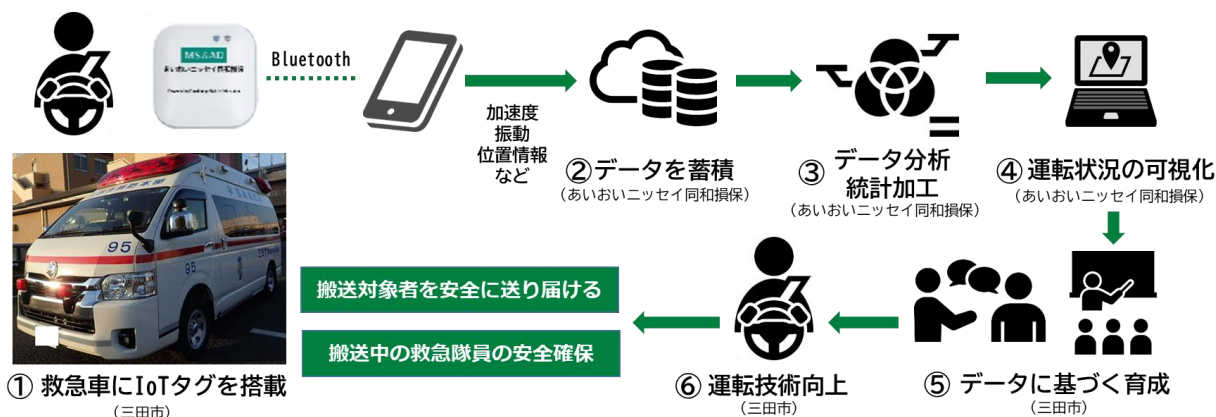 MS&AD
あいおいニッセイ同和損保
Bluetooth
加速度
振動
位置情報
など
②データを蓄積
(あいおいニッセイ同和損保)
③ データ分析
統計加工
(あいおいニッセイ同和損保)
④ 運転状況の可視化
(あいおいニッセイ同和損保)
95
95
① 救急車にIoTタグを搭載
(三田市)
搬送対象者を安全に送り届ける
搬送中の救急隊員の安全確保
⑥ 運転技術向上
(三田市)
⑤ データに基づく育成
(三田市)